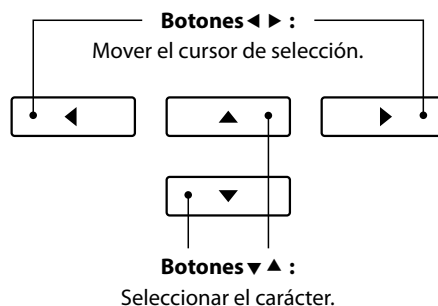 Botones ◀ ▶ :
Mover el cursor de selección.
Botones ▼ ▲ :
Seleccionar el carácter.